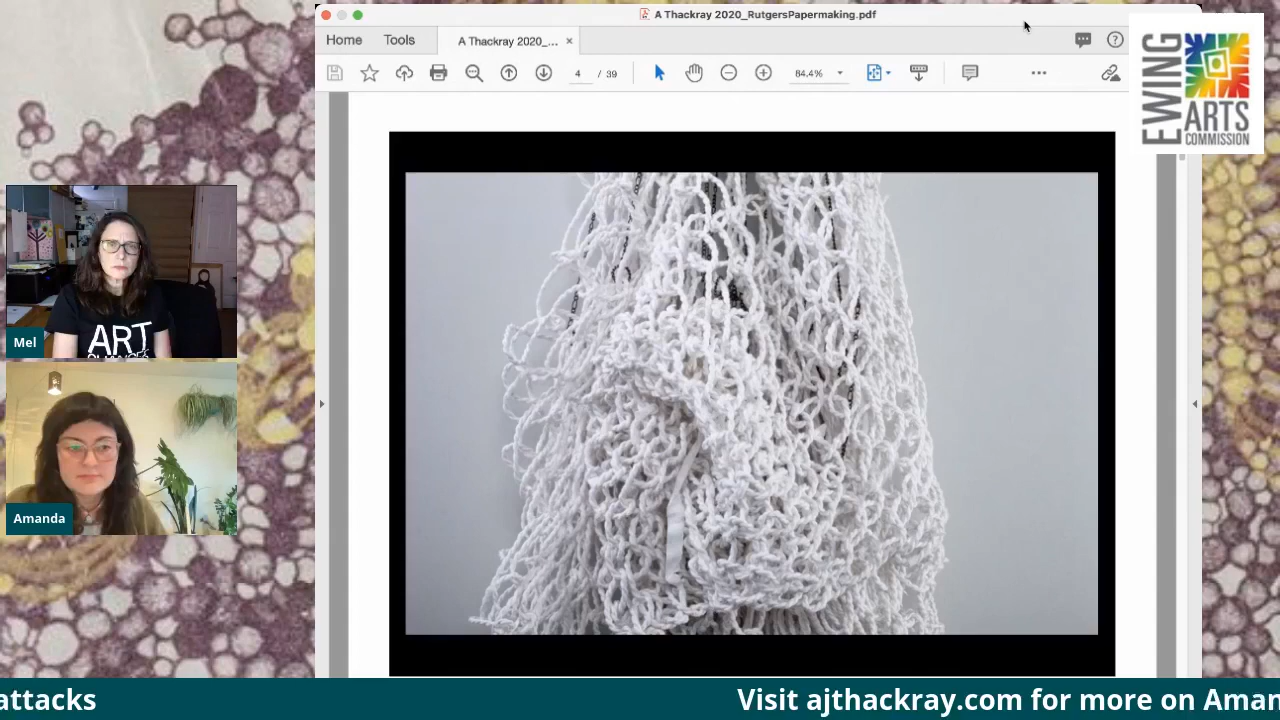 A Thackray 2020_RutgersPapermaking.pdf
Home
Tools
A Thackray 2020_...
4
/ 39
84.4%
EWING
ARTS
COMMISSION
ART
Mel
Amanda
attacks
Visit ajthackray.com for more on Aman